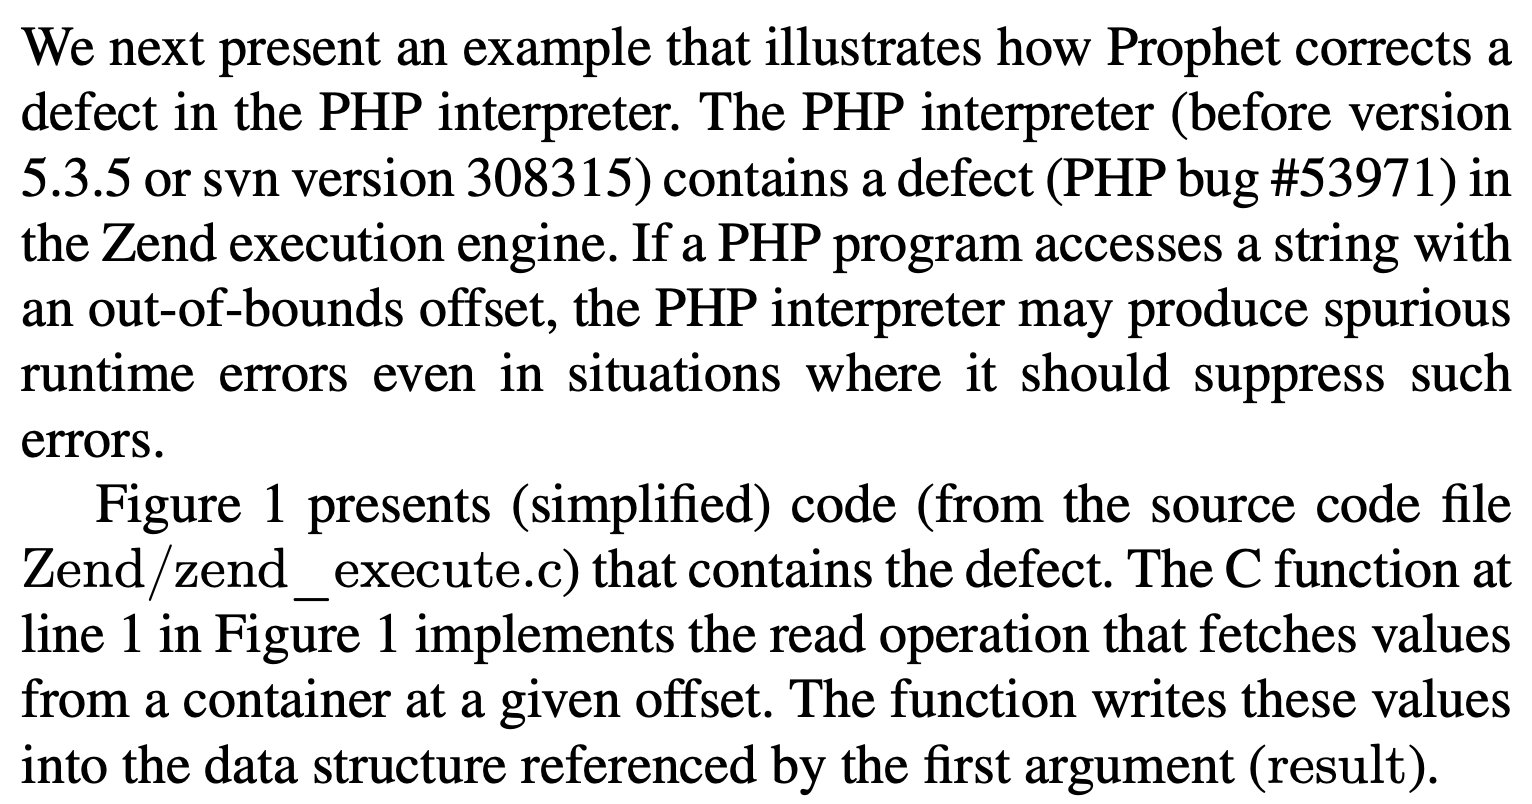 We next present an example that illustrates how Prophet corrects a
defect in the PHP interpreter. The PHP interpreter (before version
5.3.5 or svn version 308315) contains a defect (PHP bug #53971) in
the Zend execution engine. If a PHP program accesses a string with
an out-of-bounds offset, the PHP interpreter may produce spurious
runtime errors even in situations where it should suppress such
errors.
Figure 1 presents (simplified) code (from the source code file
Zend/zend_execute.c) that contains the defect. The C function at
line 1 in Figure 1 implements the read operation that fetches values
from a container at a given offset. The function writes these values
into the data structure referenced by the first argument (result).